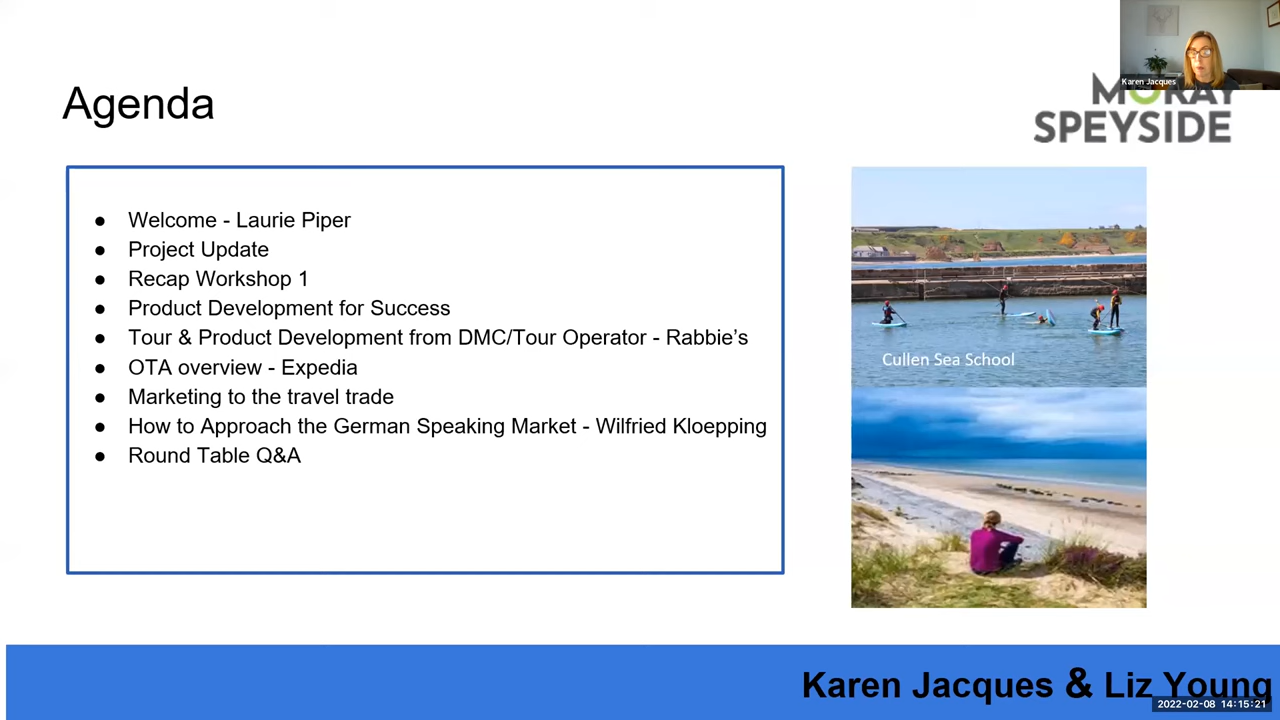 Karen Jacques
MORAY
SPEYSIDE
Agenda
● Welcome - Laurie Piper
● Project Update
● Recap Workshop 1
● Product Development for Success
● Tour & Product Development from DMC/Tour Operator - Rabbie’s
● OTA overview - Expedia
● Marketing to the travel trade
● How to Approach the German Speaking Market - Wilfried Kloepping
● Round Table Q&A
Cullen Sea School
Karen Jacques & Liz Young
2022-02-08 14:15:21